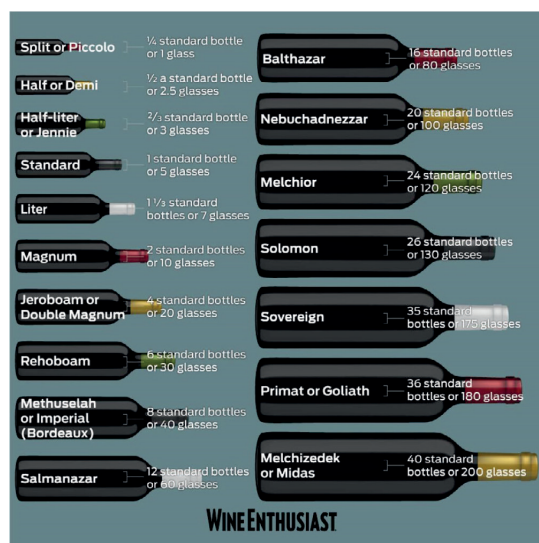 Split or Piccolo
¼ standard bottle
or 1 glass
Half or Demi
½ a standard bottle
or 2.5 glasses
Half-liter
or Jennie
⅔ standard bottle
or 3 glasses
Standard
1 standard bottle
or 5 glasses
Liter
1 ⅓ standard
bottles or 7 glasses
Magnum
2 standard bottles
or 10 glasses
Jeroboam or
Double Magnum
4 standard bottles
or 20 glasses
Rehoboam
6 standard bottles
or 30 glasses
Methuselah
or Imperial
(Bordeaux)
8 standard bottles
or 40 glasses
Salmanazar
12 standard bottles
or 60 glasses
Balthazar
16 standard bottles
or 80 glasses
Nebuchadnezzar
20 standard bottles
or 100 glasses
Melchior
24 standard bottles
or 120 glasses
Solomon
26 standard bottles
or 130 glasses
Sovereign
35 standard
bottles or 175 glasses
Primat or Goliath
36 standard
bottles or 180 glasses
Melchizedek
or Midas
40 standard
bottles or 200 glasses
WINE ENTHUSIAST